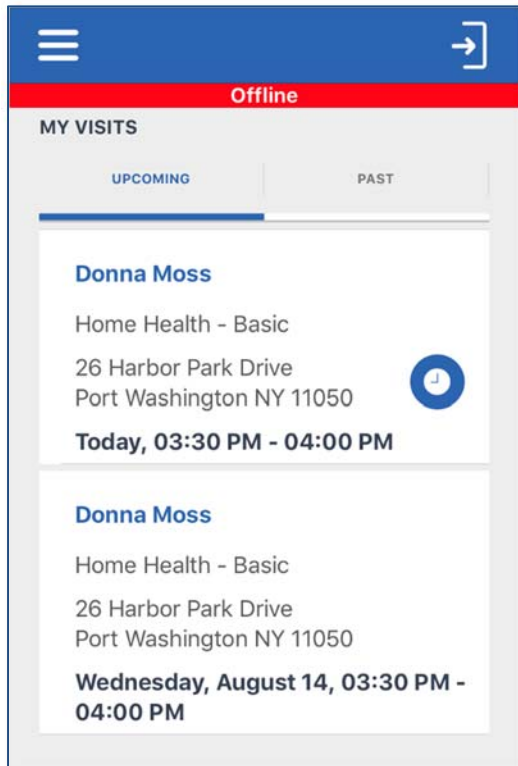 Offline
MY VISITS
UPCOMING
PAST
Donna Moss
Home Health - Basic
26 Harbor Park Drive
Port Washington NY 11050
Today, 03:30 PM - 04:00 PM
Donna Moss
Home Health - Basic
26 Harbor Park Drive
Port Washington NY 11050
Wednesday, August 14, 03:30 PM -
04:00 PM